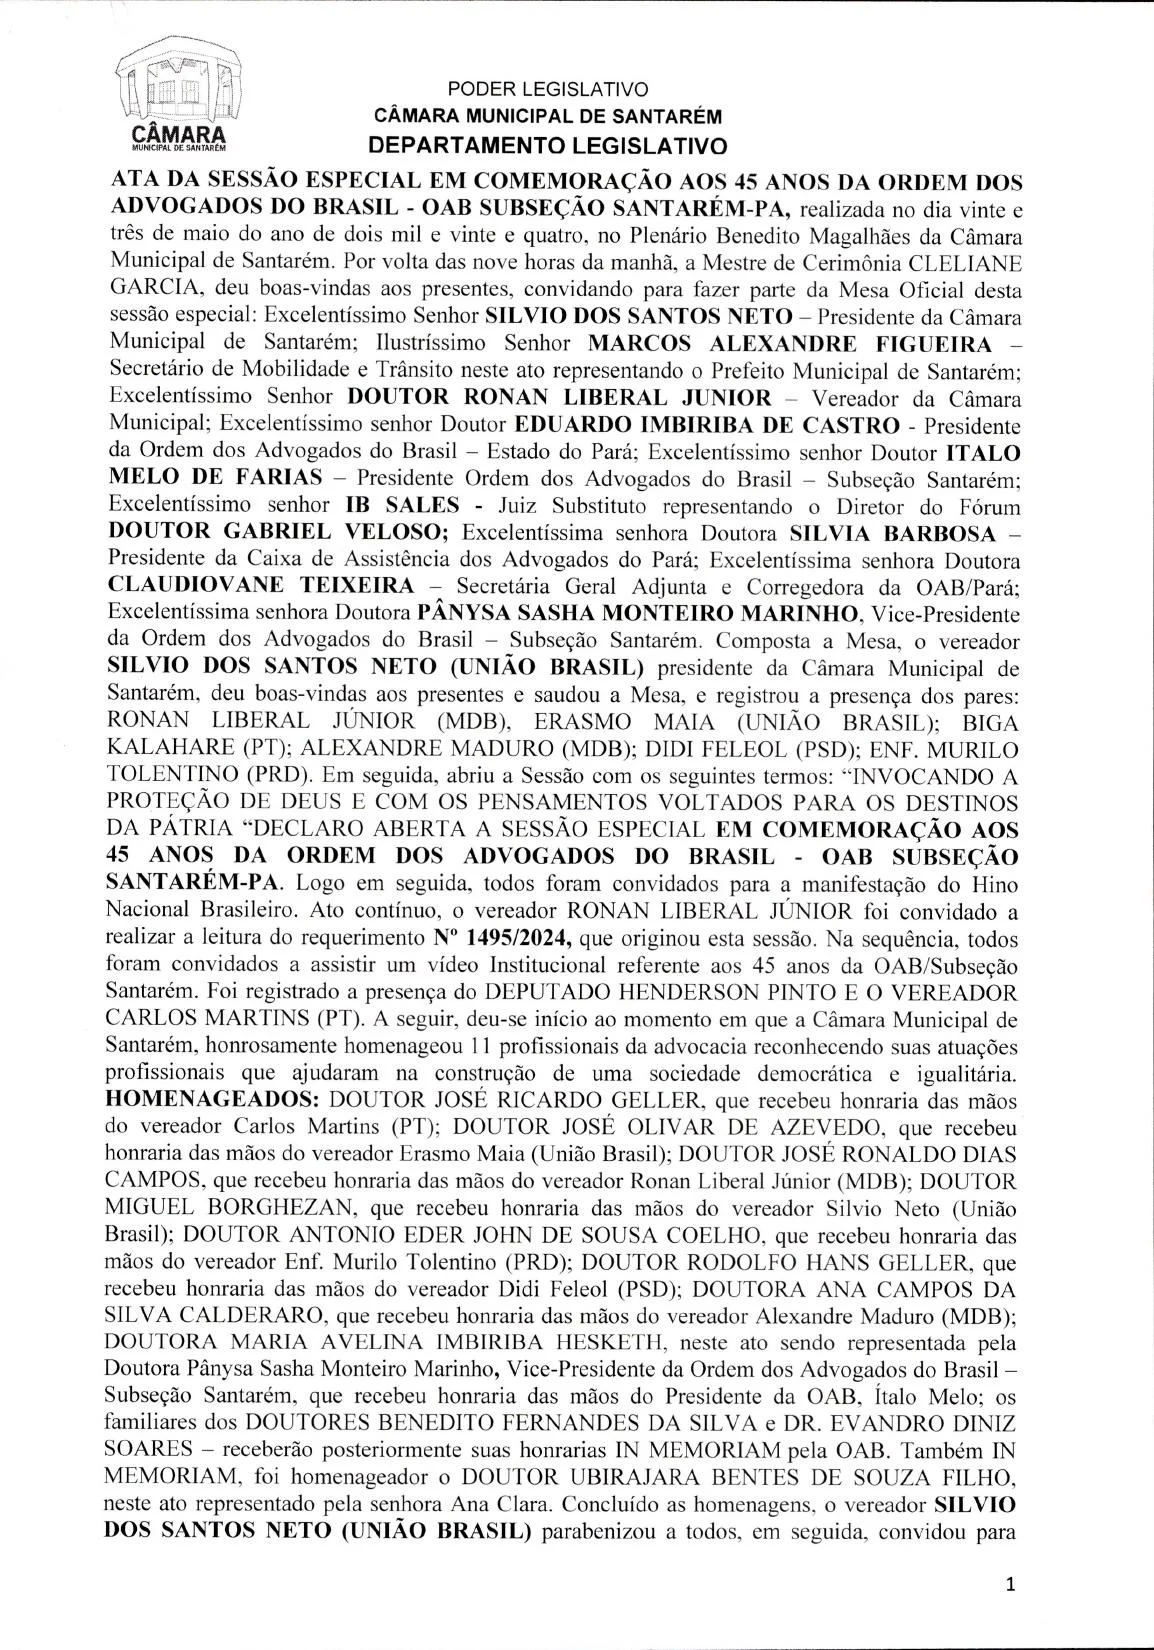 CÂMARA
MUNICIPAL DE SANTARÉM
PODER LEGISLATIVO
CÂMARA MUNICIPAL DE SANTARÉM
DEPARTAMENTO LEGISLATIVO
ATA DA SESSÃO ESPECIAL EM COMEMORAÇÃO AOS 45 ANOS DA ORDEM DOS
ADVOGADOS DO BRASIL - OAB SUBSEÇÃO SANTARÉM-PA, realizada no dia vinte e
três de maio do ano de dois mil e vinte e quatro, no Plenário Benedito Magalhães da Câmara
Municipal de Santarém. Por volta das nove horas da manhã, a Mestre de Cerimônia CLELIANE
GARCIA, deu boas-vindas aos presentes, convidando para fazer parte da Mesa Oficial desta
sessão especial: Excelentíssimo Senhor SILVIO DOS SANTOS NETO – Presidente da Câmara
Municipal de Santarém; Ilustríssimo Senhor MARCOS ALEXANDRE FIGUEIRA –
Secretário de Mobilidade e Trânsito neste ato representando o Prefeito Municipal de Santarém;
Excelentíssimo Senhor DOUTOR RONAN LIBERAL JUNIOR – Vereador da Câmara
Municipal; Excelentíssimo senhor Doutor EDUARDO IMBIRIBA DE CASTRO - Presidente
da Ordem dos Advogados do Brasil – Estado do Pará; Excelentíssimo senhor Doutor ITALO
MELO DE FARIAS – Presidente Ordem dos Advogados do Brasil – Subseção Santarém;
Excelentíssimo senhor IB SALES - Juiz Substituto representando o Diretor do Fórum
DOUTOR GABRIEL VELOSO; Excelentíssima senhora Doutora SILVIA BARBOSA –
Presidente da Caixa de Assistência dos Advogados do Pará; Excelentíssima senhora Doutora
CLAUDIOVANE TEIXEIRA – Secretária Geral Adjunta e Corregedora da OAB/Pará;
Excelentíssima senhora Doutora PÂNYSA SASHA MONTEIRO MARINHO, Vice-Presidente
da Ordem dos Advogados do Brasil – Subseção Santarém. Composta a Mesa, o vereador
SILVIO DOS SANTOS NETO (UNIÃO BRASIL) presidente da Câmara Municipal de
Santarém, deu boas-vindas aos presentes e saudou a Mesa, e registrou a presença dos pares:
RONAN LIBERAL JÚNIOR (MDB), ERASMO MAIA (UNIÃO BRASIL); BIGA
KALAHARE (PT); ALEXANDRE MADURO (MDB); DIDI FELEOL (PSD); ENF. MURILO
TOLENTINO (PRD). Em seguida, abriu a Sessão com os seguintes termos: “INVOCANDO A
PROTEÇÃO DE DEUS E COM OS PENSAMENTOS VOLTADOS PARA OS DESTINOS
DA PÁTRIA “DECLARO ABERTA A SESSÃO ESPECIAL EM COMEMORAÇÃO AOS
45 ANOS DA ORDEM DOS ADVOGADOS DO BRASIL - OAB SUBSEÇÃO
SANTARÉM-PA. Logo em seguida, todos foram convidados para a manifestação do Hino
Nacional Brasileiro. Ato contínuo, o vereador RONAN LIBERAL JÚNIOR foi convidado a
realizar a leitura do requerimento Nº 1495/2024, que originou esta sessão. Na sequência, todos
foram convidados a assistir um vídeo Institucional referente aos 45 anos da OAB/Subseção
Santarém. Foi registrado a presença do DEPUTADO HENDERSON PINTO E O VEREADOR
CARLOS MARTINS (PT). A seguir, deu-se início ao momento em que a Câmara Municipal de
Santarém, honrosamente homenageou 11 profissionais da advocacia reconhecendo suas atuações
profissionais que ajudaram na construção de uma sociedade democrática e igualitária.
HOMENAGEADOS: DOUTOR JOSÉ RICARDO GELLER, que recebeu honraria das mãos
do vereador Carlos Martins (PT); DOUTOR JOSÉ OLIVAR DE AZEVEDO, que recebeu
honraria das mãos do vereador Erasmo Maia (União Brasil); DOUTOR JOSÉ RONALDO DIAS
CAMPOS, que recebeu honraria das mãos do vereador Ronan Liberal Júnior (MDB); DOUTOR
MIGUEL BORGHEZAN, que recebeu honraria das mãos do vereador Silvio Neto (União
Brasil); DOUTOR ANTONIO EDER JOHN DE SOUSA COELHO, que recebeu honraria das
mãos do vereador Enf. Murilo Tolentino (PRD); DOUTOR RODOLFO HANS GELLER, que
recebeu honraria das mãos do vereador Didi Feleol (PSD); DOUTORA ANA CAMPOS DA
SILVA CALDERARO, que recebeu honraria das mãos do vereador Alexandre Maduro (MDB);
DOUTORA MARIA AVELINA IMBIRIBA HESKETH, neste ato sendo representada pela
Doutora Pânysa Sasha Monteiro Marinho, Vice-Presidente da Ordem dos Advogados do Brasil –
Subseção Santarém, que recebeu honraria das mãos do Presidente da OAB, Ítalo Melo; os
familiares dos DOUTORES BENEDITO FERNANDES DA SILVA e DR. EVANDRO DINIZ
SOARES – receberão posteriormente suas honrarias IN MEMORIAM pela OAB. Também IN
MEMORIAM, foi homenageador o DOUTOR UBIRAJARA BENTES DE SOUZA FILHO,
neste ato representado pela senhora Ana Clara. Concluído as homenagens, o vereador SILVIO
DOS SANTOS NETO (UNIÃO BRASIL) parabenizou a todos, em seguida, convidou para
1